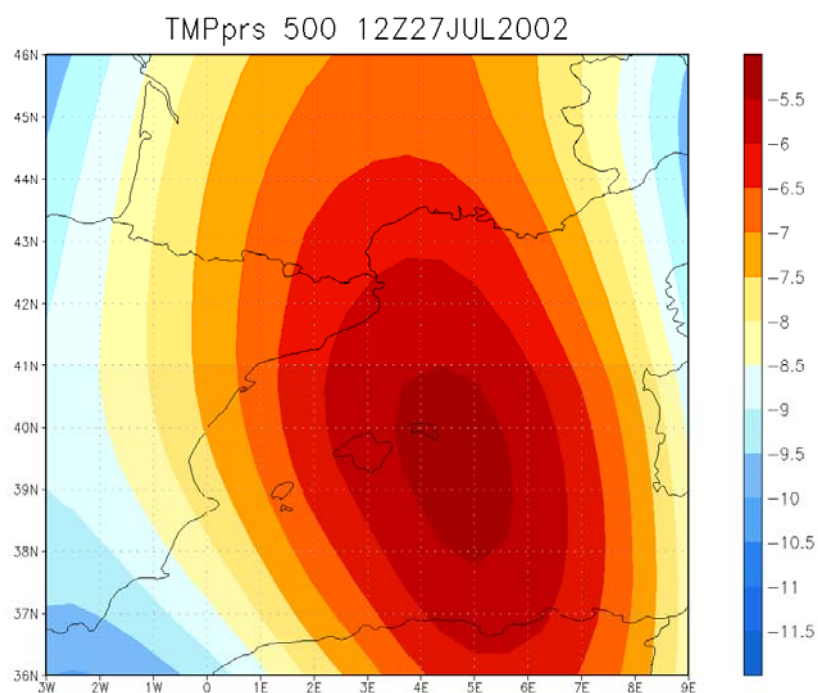 TMPprs 500 12Z27JUL2002
46N
45N
44N
43N
42N
41N
40N
39N
38N
37N
36N
3W 2W 1W 0 1E 2E 3E 4E 5E 6E 7E 8E 9E
-5.5
-6
-6.5
-7
-7.5
-8
-8.5
-9
-9.5
-10
-10.5
-11
-11.5